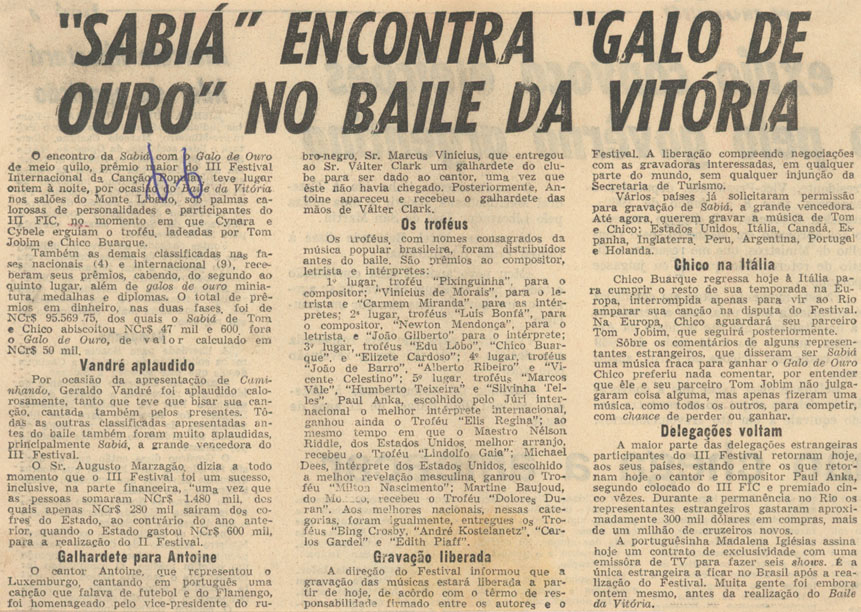 "SABIÁ" ENCONTRA "GALO DE
OURO" NO BAILE DA VITÓRIA
O encontro da Sabiá com o Galo de Ouro
de meio quilo, prêmio maior do III Festival
Internacional da Canção teve lugar
ontem à noite, por ocasião do Baile da Vitória
nos salões do Monte Líbano, sob palmas ca-
lorosas de personalidades e participantes do
III FIC, no momento em que Cynara e
Cybele erguiam o troféu, ladeadas por Tom
Jobim e Chico Buarque.
Também as demais classificadas nas fa-
ses nacionais (4) e internacional (9), rece-
beram seus prêmios, cabendo, do segundo ao
quinto lugar, além de galos de ouro minia-
tura, medalhas e diplomas. O total de prê-
mios em dinheiro, nas duas fases, foi de
NCr$ 95.569 75, dos quais o Sabiá de Tom
e Chico abiscoitou NCr$ 47 mil e 600, fora
o Galo de Ouro, de valor calculado em
NCr$ 50 mil.
Vandré aplaudido
Por ocasião da apresentação de Cami-
nhando, Geraldo Vandré foi aplaudido calo-
rosamente, tanto que teve que bisar sua can-
ção, cantada também pelos presentes. Tô-
das as outras classificadas apresentadas an-
tes do baile também foram muito aplaudidas,
principalmente Sabiá, a grande vencedora do
III Festival.
O Sr. Augusto Marzagão, dizia a todo
momento que o III Festival foi um sucesso,
inclusive, na parte financeira, "uma vez que
as pessoas somaram NCr$ 1.480 mil, dos
quais apenas NCr$ 280 mil saíram dos co-
fres do Estado, ao contrário do ano ante-
rior, quando o Estado gastou NCr$ 600 mil,
para a realização do II Festival.
Galhardete para Antoine
O cantor Antoine, que representou o
Luxemburgo, cantando em português uma
canção que falava de futebol e do Flamengo,
foi homenageado pelo vice-presidente do ru-
bro-negro, Sr. Marcus Vinícius, que entregou
ao Sr. Válter Clark um galhardete do clu-
be para ser dado ao cantor, uma vez que
êste não havia chegado. Posteriormente, An-
toine apareceu e recebeu o galhardete
das mãos de Válter Clark.
Os troféus
Os troféus, com nomes consagrados da
música popular brasileira, foram distribuídos
antes do baile. São prêmios ao compositor,
letrista e intérpretes:
1º lugar, troféu "Pixinguinha", para o
compositor; "Vinícius de Morais", para o le-
trista e "Carmem Miranda", para as intér-
pretes; 2º lugar, troféu "Luís Bonfá", para
o compositor, "Newton Mendonça", para o
letrista, e "João Gilberto" para o intérprete;
3º lugar, troféu "Edu Lôbo", "Chico Buar-
que". e "Elizete Cardoso"; 4º lugar, troféus
"João de Barro", "Alberto Ribeiro" e "Vi-
cente Celestino"; 5º lugar, troféus "Marcos
Vale", "Humberto Teixeira" e "Silvinha Tel-
les". Paul Anka, escolhido pelo Júri inter-
nacional o melhor intérprete internacional,
ganhou ainda o Troféu "Elis Regina"; ao
mesmo tempo em que o Maestro Nélson
Riddle, dos Estados Unidos, melhor arranjo,
recebeu o Troféu "Lindolfo Gaia"; Michael
Dees, intérprete dos Estados Unidos, escolhido
a melhor revelação masculina ganrou o Tro-
féu "Milton Nascimento"; Martine Baujoud,
do recebeu o Troféu "Dolores Du-
ran". Aos melhores nacionais, nessas cate-
gorias, foram igualmente, entregues os Tro-
féus "Bing Crosby, "André Kostelanetz", "Car-
los Gardel" e "Edith Piaff".
Gravação liberada
A direção do Festival informou que a
gravação das músicas estará liberada a par-
tir de hoje, de acôrdo com o têrmo de res-
ponsabilidade firmado entre os autores e o
Festival. A liberação compreendo negociações
com as gravadoras interessadas, em qualquer
parte do mundo, sem qualquer injunção da
Secretaria de Turismo.
Vários países já solicitaram permissão
para gravação de Sabiá, a grande vencedora.
Até agora, querem gravar a música de Tom
e Chico: Estados Unidos, Itália, Canadá, Es-
panha, Inglaterra, Peru, Argentina, Portugal
e Holanda.
Chico na Itália
Chico Buarque regressa hoje à Itália pa-
ra cumprir o resto de sua temporada na Eu-
ropa, interrompida apenas para vir ao Rio
amparar sua canção na disputa do Festival.
Na Europa, Chico aguardará seu parceiro
Tom Jobim, que seguirá posteriormente.
Sôbre os comentários de alguns represen-
tantes estrangeiros, que disseram ser Sabiá
uma música fraca para ganhar o Galo de Ouro
Chico preferiu nada comentar, por entender
que êle e seu parceiro Tom Jobim não julga-
garam coisa alguma, mas apenas fizeram uma
música, como todos os outros, para competir,
com chance de perder ou ganhar.
Delegações voltam
A maior parte das delegações estrangeiras
participantes do III Festival retornam hoje,
aos seus países, estando entre os que retor-
nam hoje o cantor e compositor Paul Anka,
segundo colocado do III FIC e premiado cin-
co vêzes. Durante a permanência no Rio os
representantes estrangeiros gastaram aproxi-
madamente 300 mil dólares em compras, mais
de um milhão de cruzeiros novos.
A portuguêsinha Madalena Iglésias assina
hoje um contrato de exclusividade com uma
emissôra de TV para fazer seis shows. É a
única estrangeira a ficar no Brasil após a rea-
lização do Festival. Muita gente foi embora
ontem mesmo, antes da realização do Baile
da Vitória.